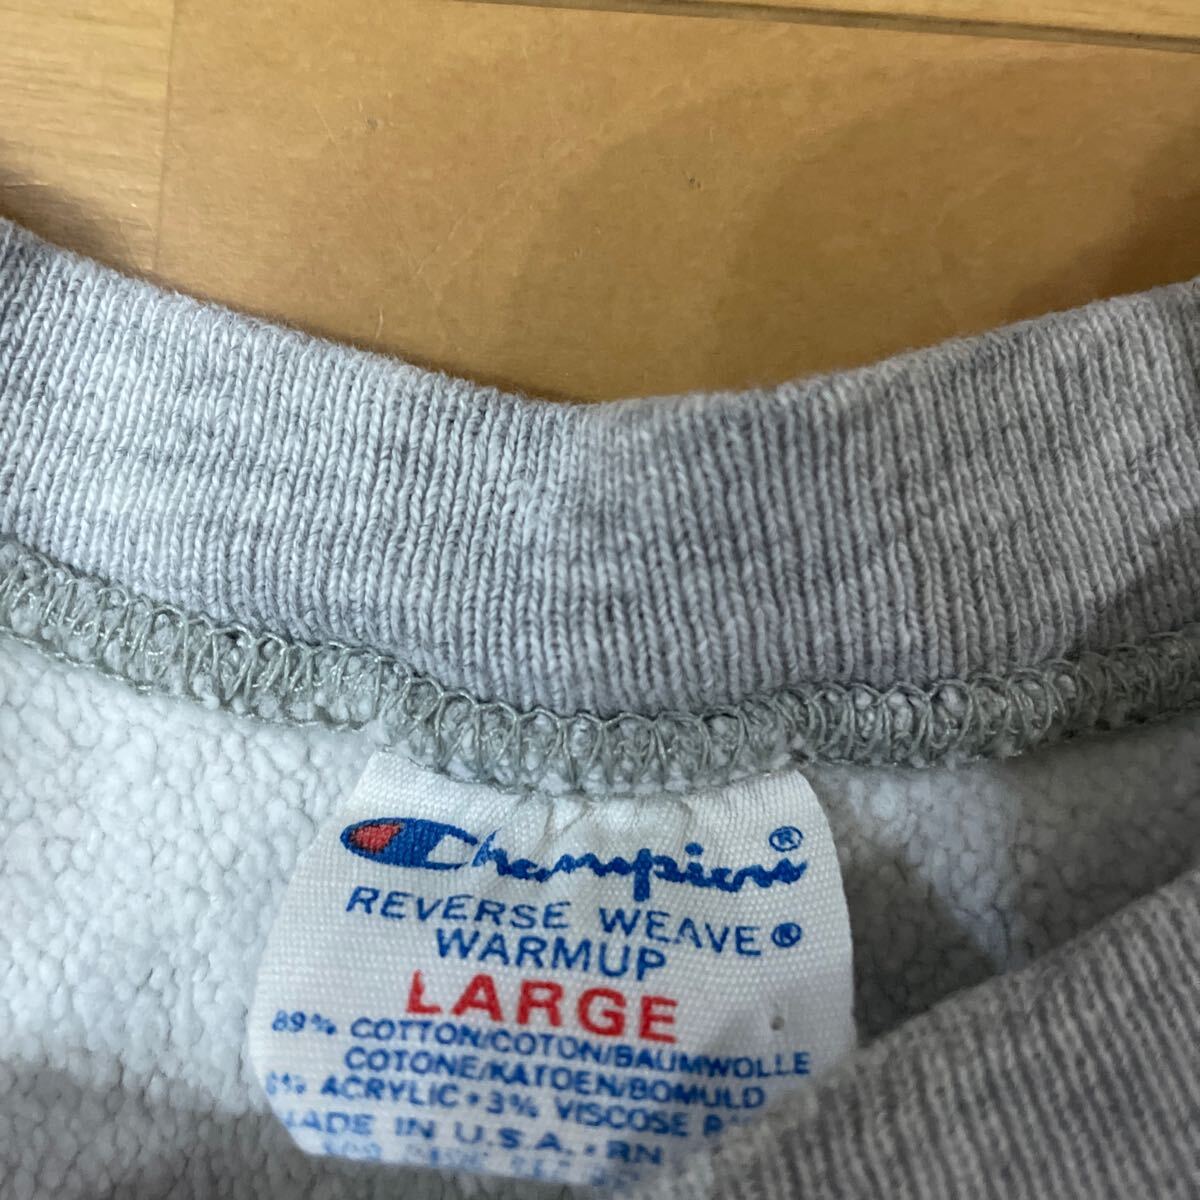 Champion®
REVERSE WEAVE®
WARMUP
LARGE
89% COTTON/COTON/BAUMWOLLE
COTONE/KATOEN/BOMULD
ACRYLIC • 3% VISCOSE
MADE IN U.S.A. • RN